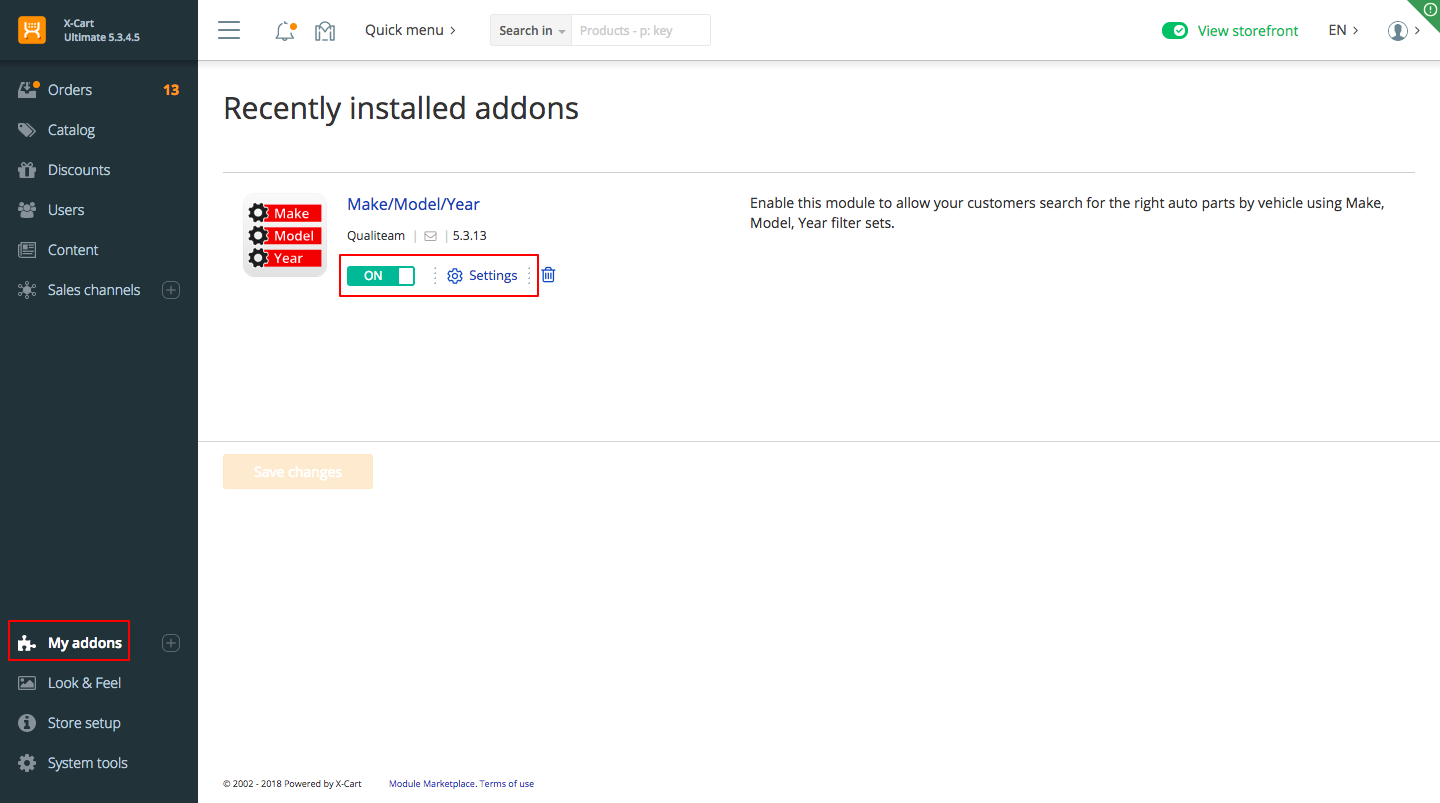 X-Cart
Ultimate 5.3.4.5
Quick menu
Search in
Products - p: key
View storefront
EN
Orders
13
Catalog
Discounts
Users
Content
Sales channels
My addons
Look & Feel
Store setup
System tools
Recently installed addons
Make
Model
Year
Make/Model/Year
Qualiteam | 5.3.13
ON
Settings
Enable this module to allow your customers search for the right auto parts by vehicle using Make,
Model, Year filter sets.
Save changes
© 2002 - 2018 Powered by X-Cart
Module Marketplace. Terms of use